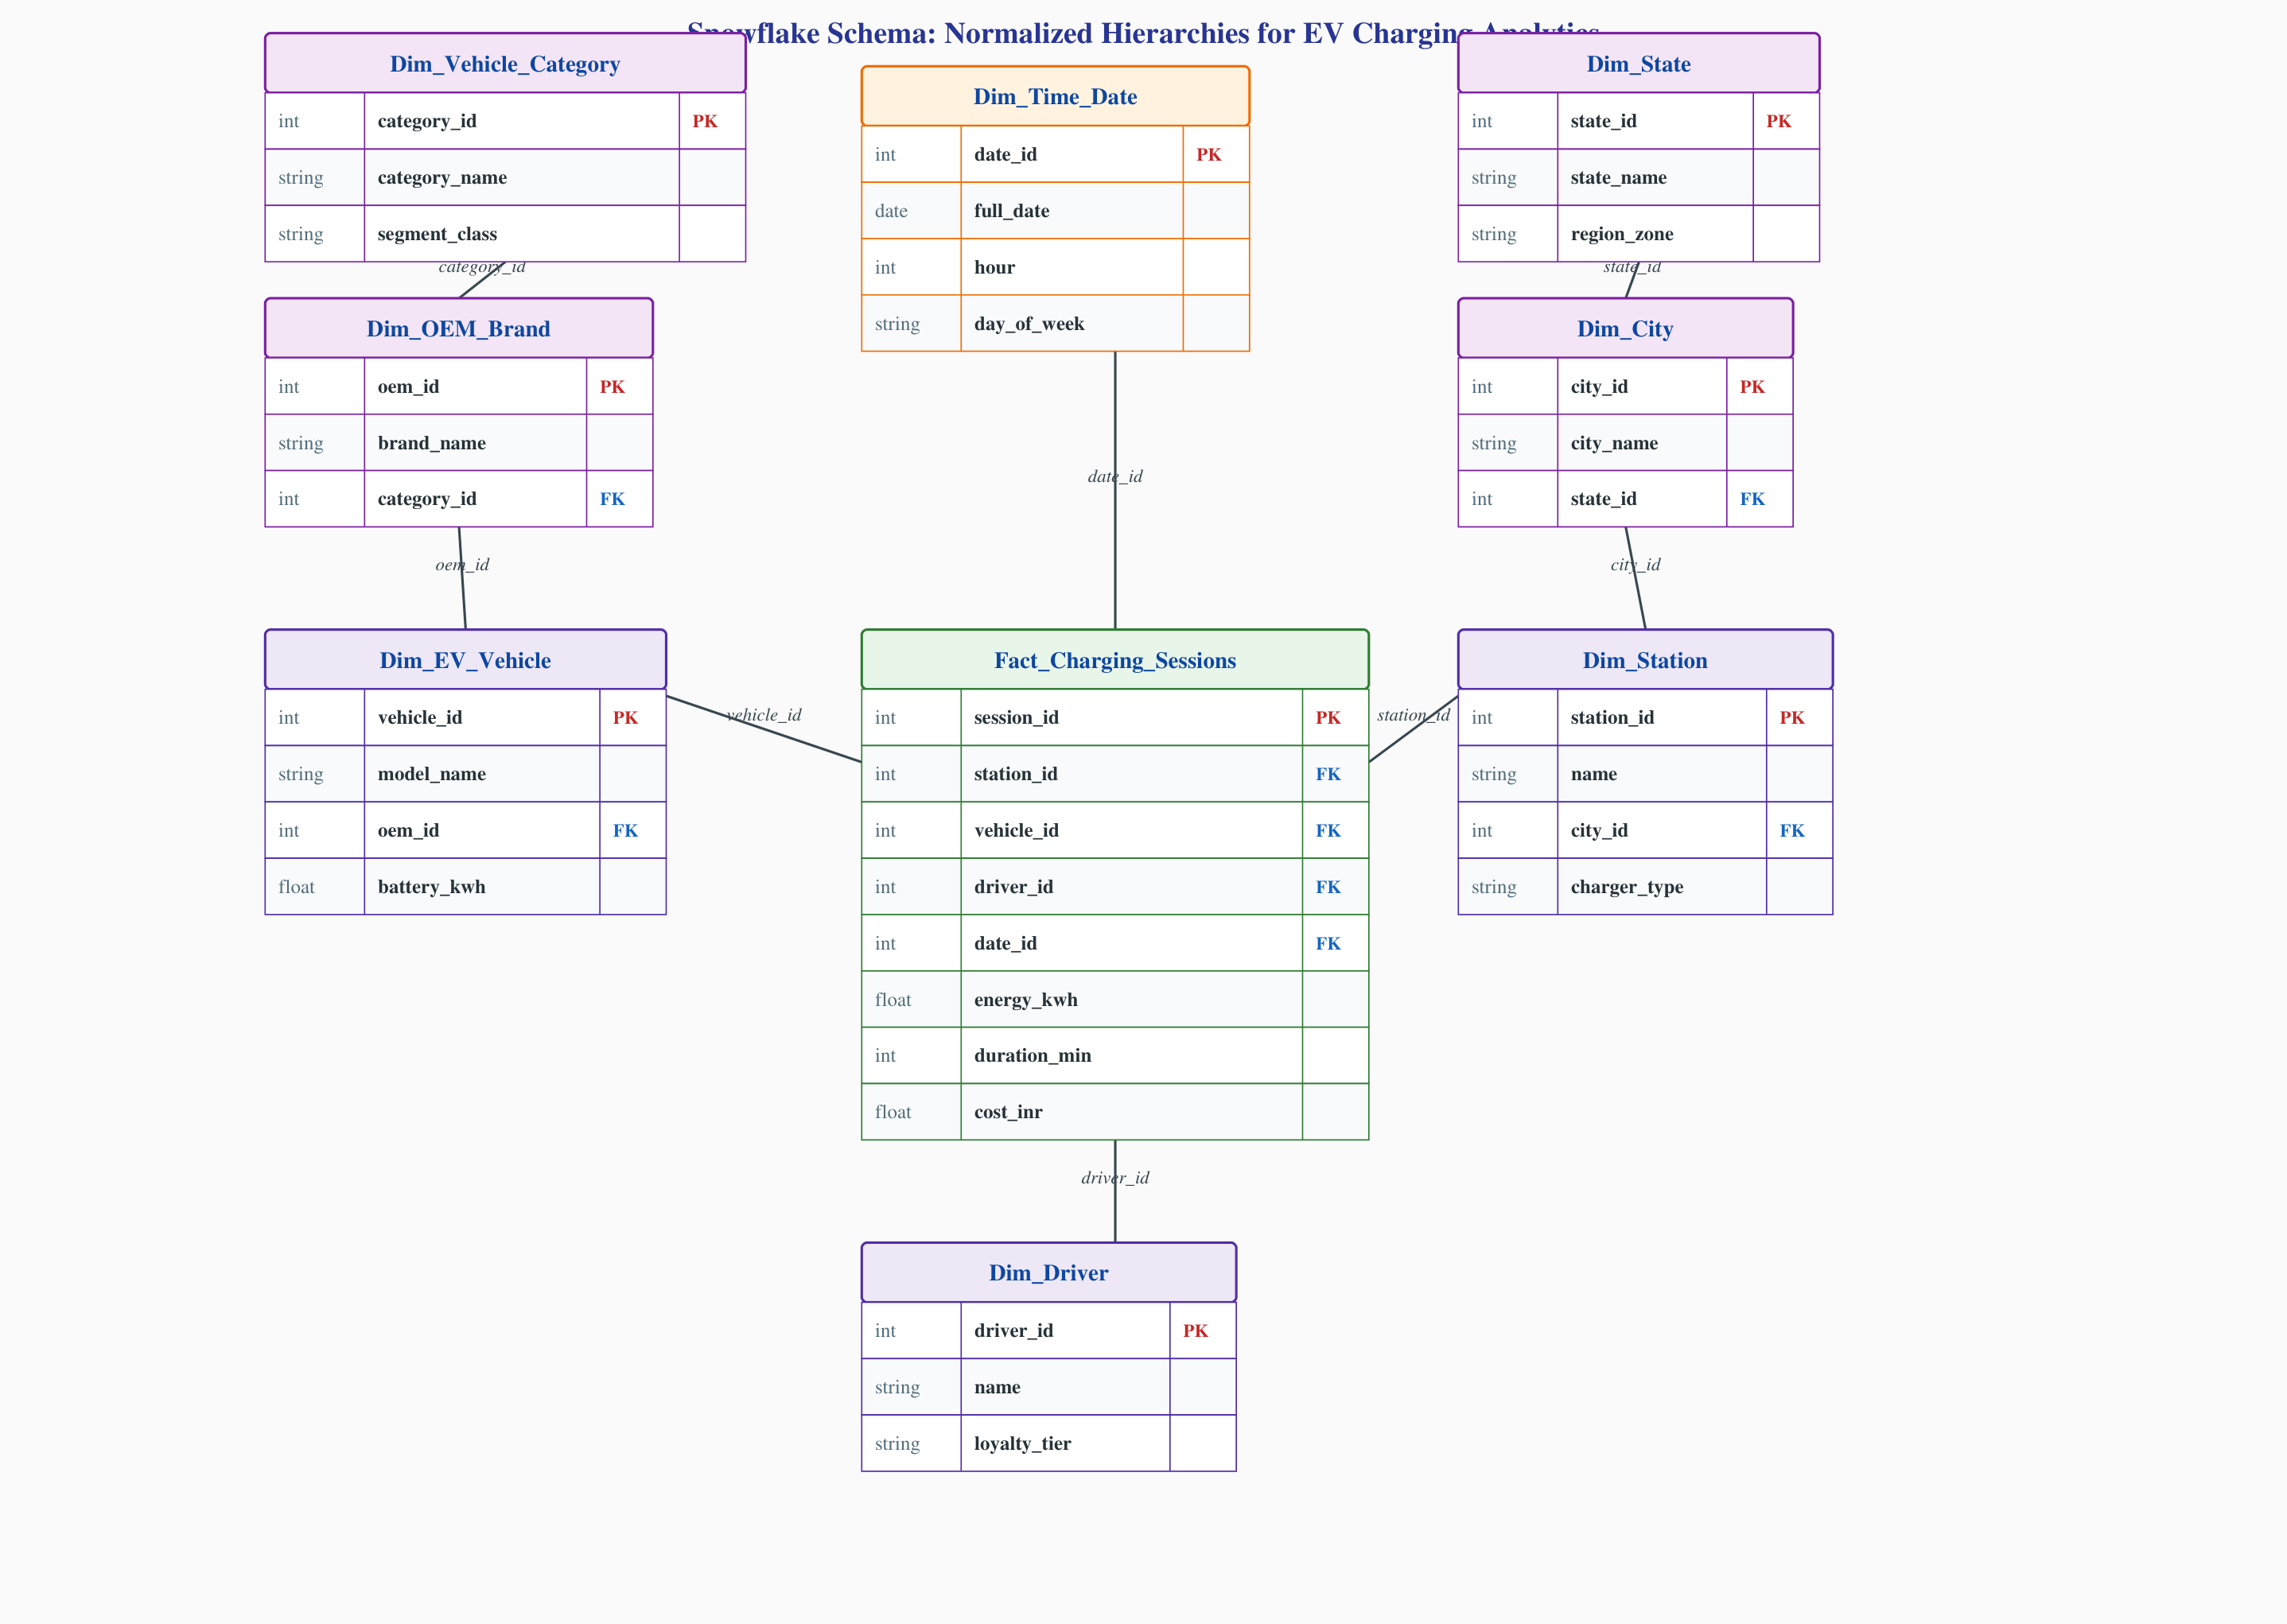 Snowflake Schema: Normalized Hierarchies for EV Charging Analytics
Dim_Vehicle_Category
int category_id PK
string category_name
string segment_class
category_id
Dim_OEM_Brand
int oem_id PK
string brand_name
int category_id FK
oem_id
Dim_EV_Vehicle
int vehicle_id PK
string model_name
int oem_id FK
float battery_kwh
vehicle_id
Dim_Time_Date
int date_id PK
date full_date
int hour
string day_of_week
date_id
Fact_Charging_Sessions
int session_id PK
int station_id FK
int vehicle_id FK
int driver_id FK
int date_id FK
float energy_kwh
int duration_min
float cost_inr
driver_id
Dim_Driver
int driver_id PK
string name
string loyalty_tier
Dim_State
int state_id PK
string state_name
string region_zone
state_id
Dim_City
int city_id PK
string city_name
int state_id FK
city_id
station_id
Dim_Station
int station_id PK
string name
int city_id FK
string charger_type